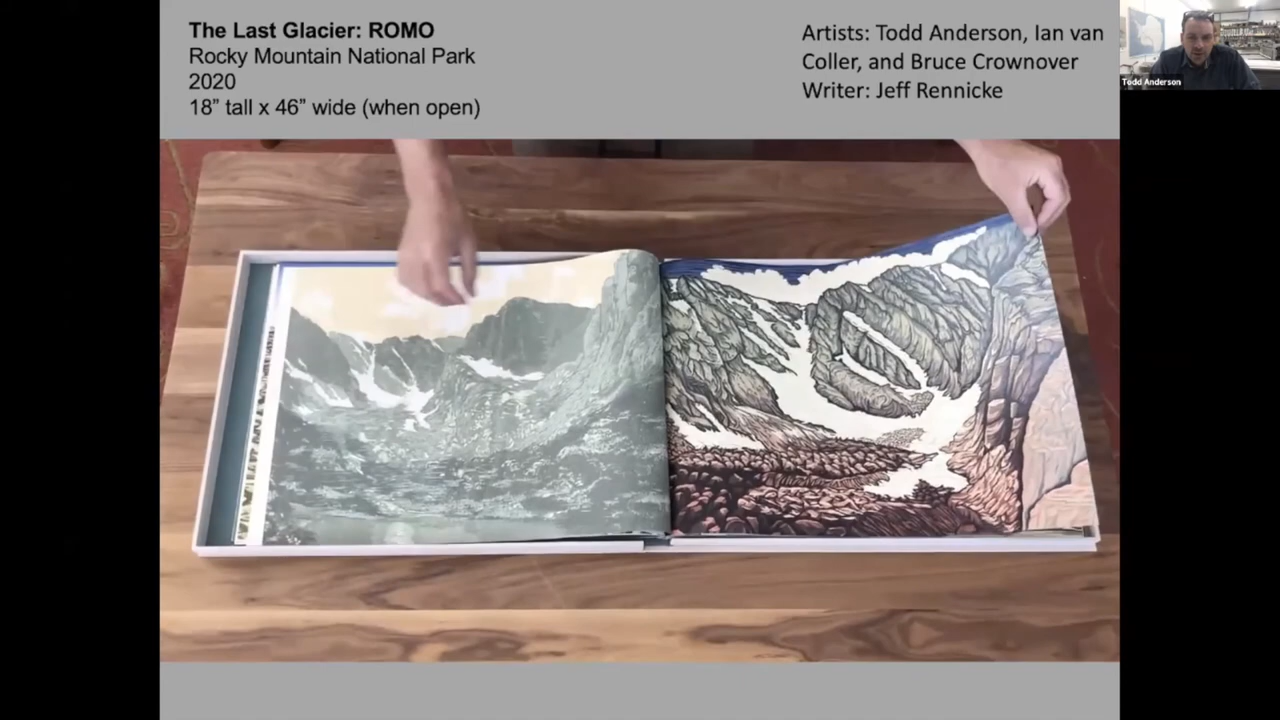 The Last Glacier: ROMO
Rocky Mountain National Park
2020
18” tall x 46” wide (when open)
Artists: Todd Anderson, Ian van
Coller, and Bruce Crownover
Writer: Jeff Rennicke
Todd Anderson